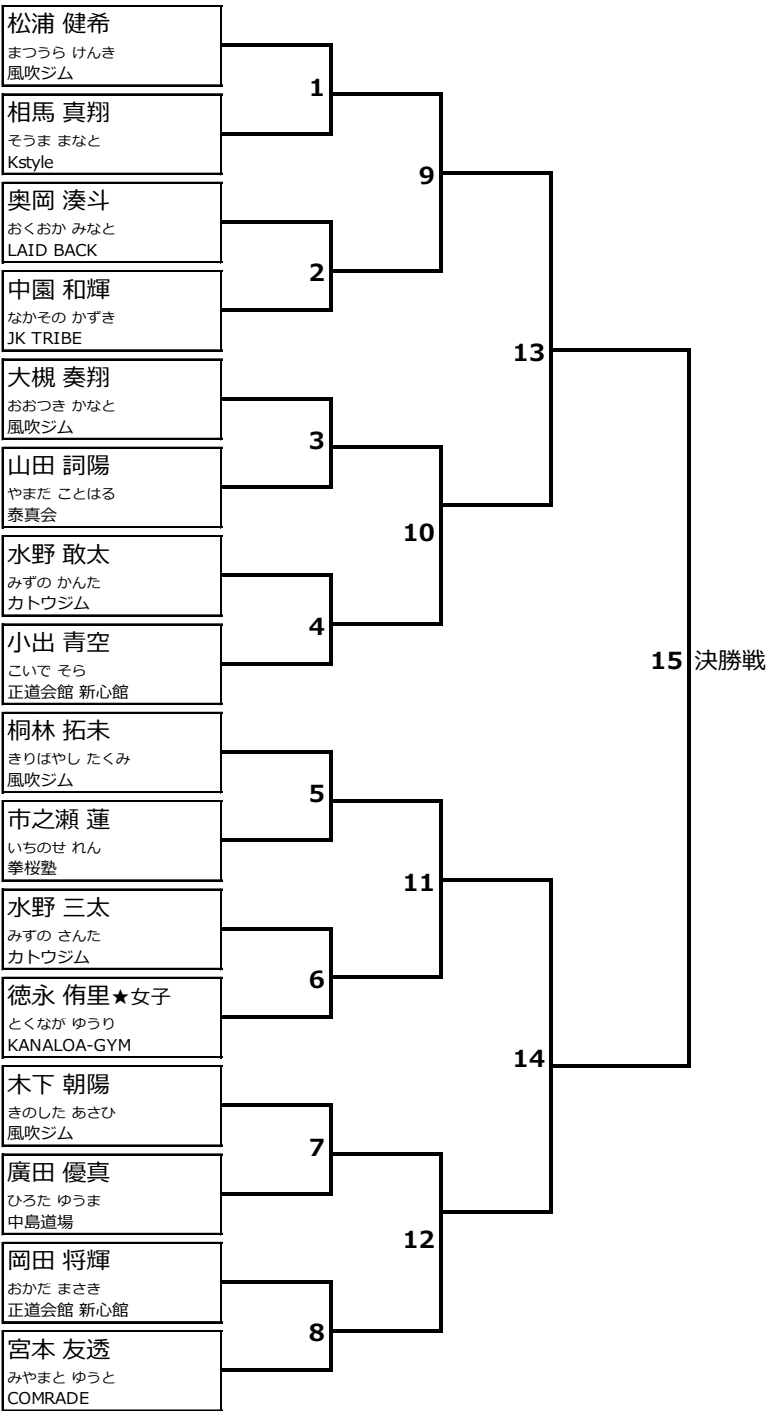 松浦 健希
まつうら けんき
風吹ジム
1
相馬 真翔
そうま まなと
Kstyle
9
奥岡 湊斗
おくおか みなと
LAID BACK
2
中園 和輝
なかその かずき
JK TRIBE
13
大槻 奏翔
おおつき かなと
風吹ジム
3
山田 詞陽
やまだ ことはる
泰真会
10
水野 敢太
みずの かんた
カトウジム
4
小出 青空
こいで そら
正道会館 新心館
15 決勝戦
桐林 拓未
きりばやし たくみ
風吹ジム
5
市之瀬 蓮
いちのせ れん
拳桜塾
11
水野 三太
みずの さんた
カトウジム
6
徳永 侑里★女子
とくなが ゆうり
KANALOA-GYM
14
木下 朝陽
きのした あさひ
風吹ジム
7
廣田 優真
ひろた ゆうま
中島道場
12
岡田 将輝
おかだ まさき
正道会館 新心館
8
宮本 友透
みやまと ゆうと
COMRADE